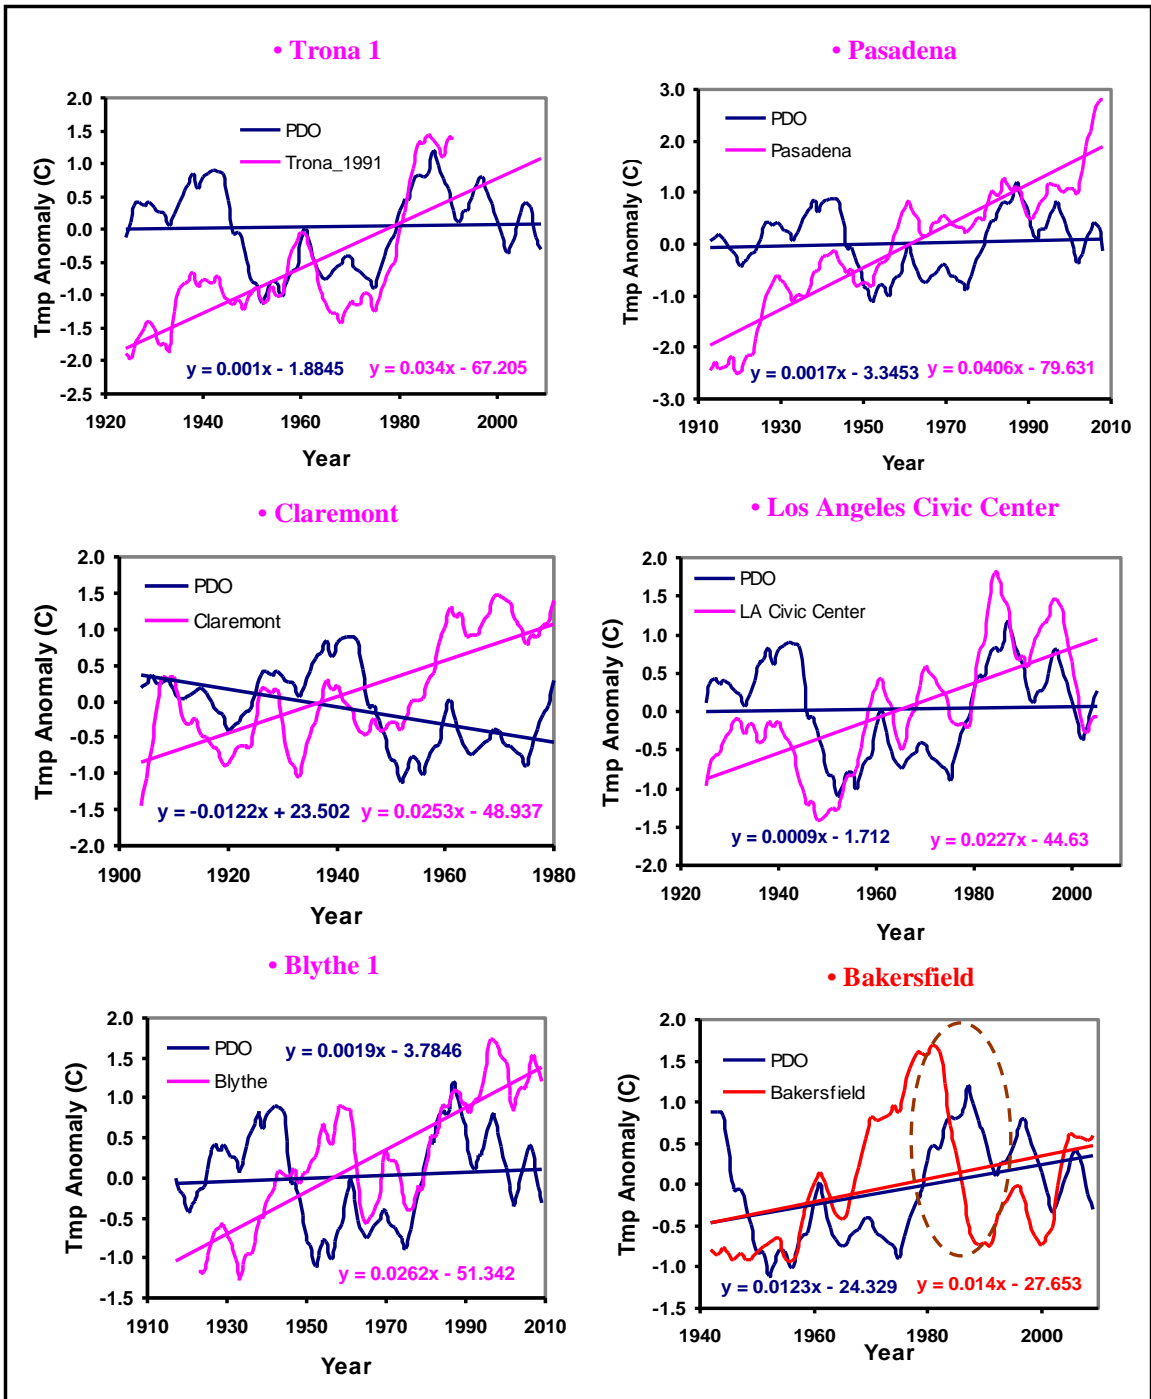 • Trona 1
Tmp Anomaly (C)
2.0
1.5
1.0
0.5
0.0
-0.5
-1.0
-1.5
-2.0
-2.5
PDO
Trona_1991
y = 0.001x - 1.8845 y = 0.034x - 67.205
1920 1940 1960 1980 2000
Year
• Pasadena
Tmp Anomaly (C)
3.0
2.0
1.0
0.0
-1.0
-2.0
-3.0
PDO
Pasadena
y = 0.0017x - 3.3453 y = 0.0406x - 79.631
1910 1930 1950 1970 1990 2010
Year
• Claremont
Tmp Anomaly (C)
2.0
1.5
1.0
0.5
0.0
-0.5
-1.0
-1.5
-2.0
PDO
Claremont
y = -0.0122x + 23.502 y = 0.0253x - 48.937
1900 1920 1940 1960 1980
Year
• Los Angeles Civic Center
Tmp Anomaly (C)
2.0
1.5
1.0
0.5
0.0
-0.5
-1.0
-1.5
-2.0
PDO
LA Civic Center
y = 0.0009x - 1.712 y = 0.0227x - 44.63
1920 1940 1960 1980 2000
Year
• Blythe 1
Tmp Anomaly (C)
2.0
1.5
1.0
0.5
0.0
-0.5
-1.0
-1.5
PDO
Blythe
y = 0.0019x - 3.7846
y = 0.0262x - 51.342
1910 1930 1950 1970 1990 2010
Year
• Bakersfield
Tmp Anomaly (C)
2.0
1.5
1.0
0.5
0.0
-0.5
-1.0
-1.5
PDO
Bakersfield
y = 0.0123x - 24.329 y = 0.014x - 27.653
1940 1960 1980 2000
Year